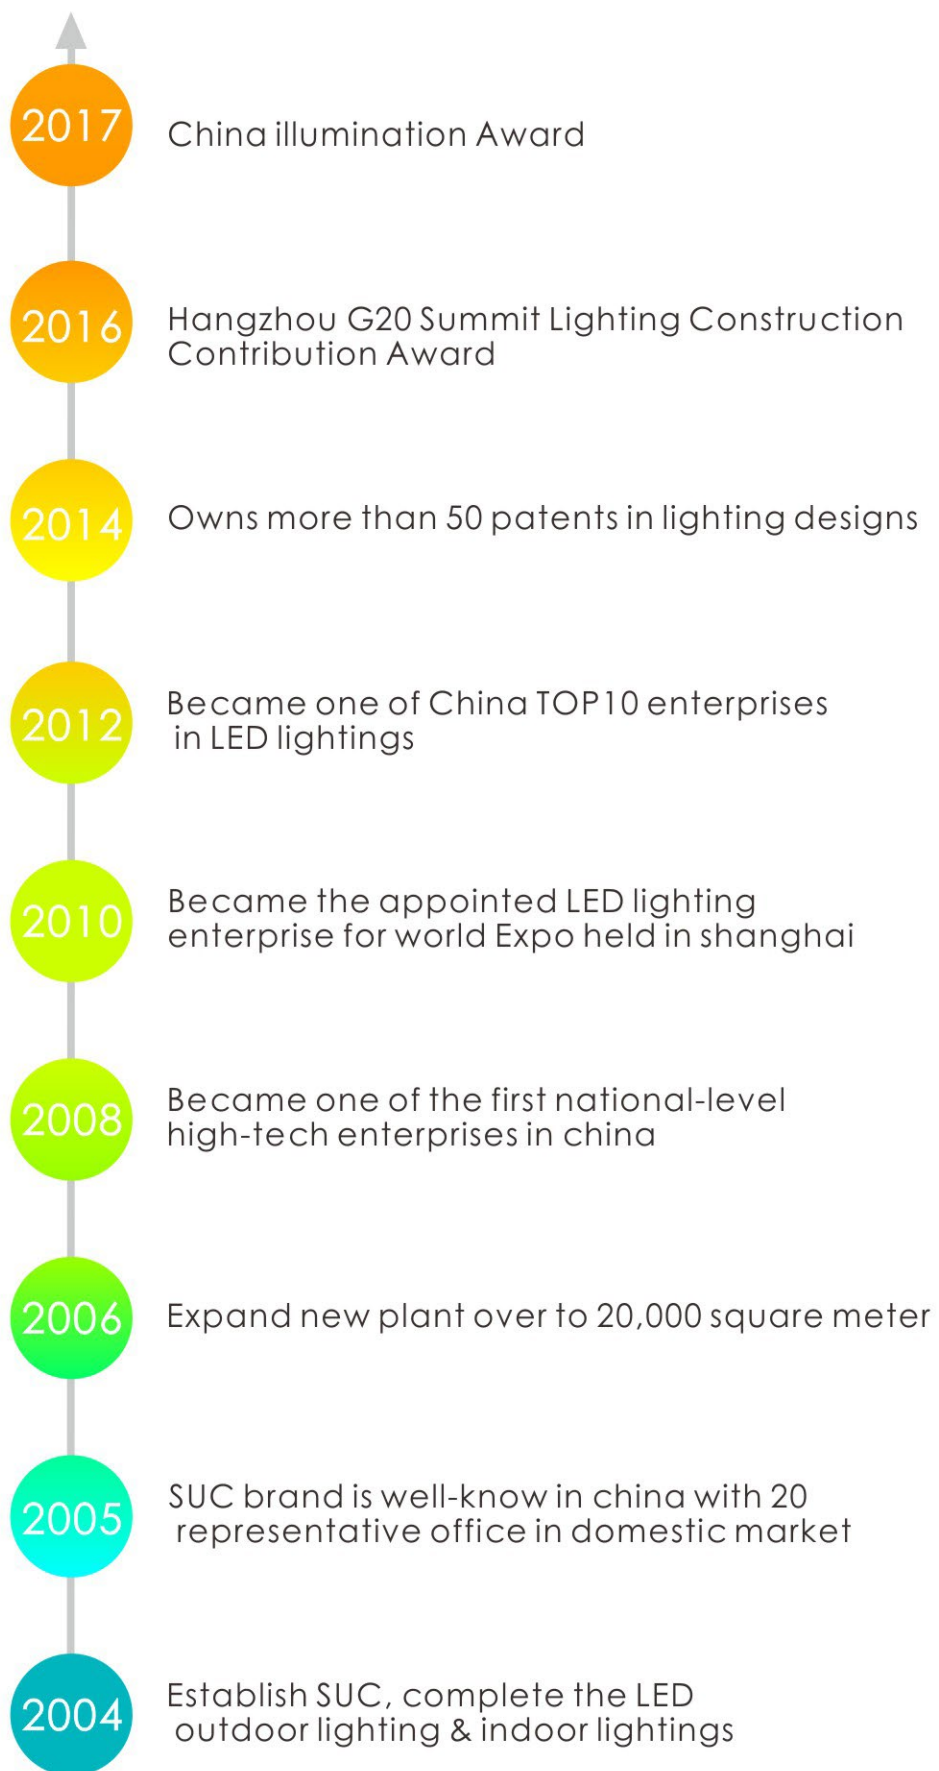 2017
China illumination Award
2016
Hangzhou G20 Summit Lighting Construction
Contribution Award
2014
Owns more than 50 patents in lighting designs
2012
Became one of China TOP10 enterprises
in LED lightings
2010
Became the appointed LED lighting
enterprise for world Expo held in shanghai
2008
Became one of the first national-level
high-tech enterprises in china
2006
Expand new plant over to 20,000 square meter
2005
SUC brand is well-know in china with 20
representative office in domestic market
2004
Establish SUC, complete the LED
outdoor lighting & indoor lightings